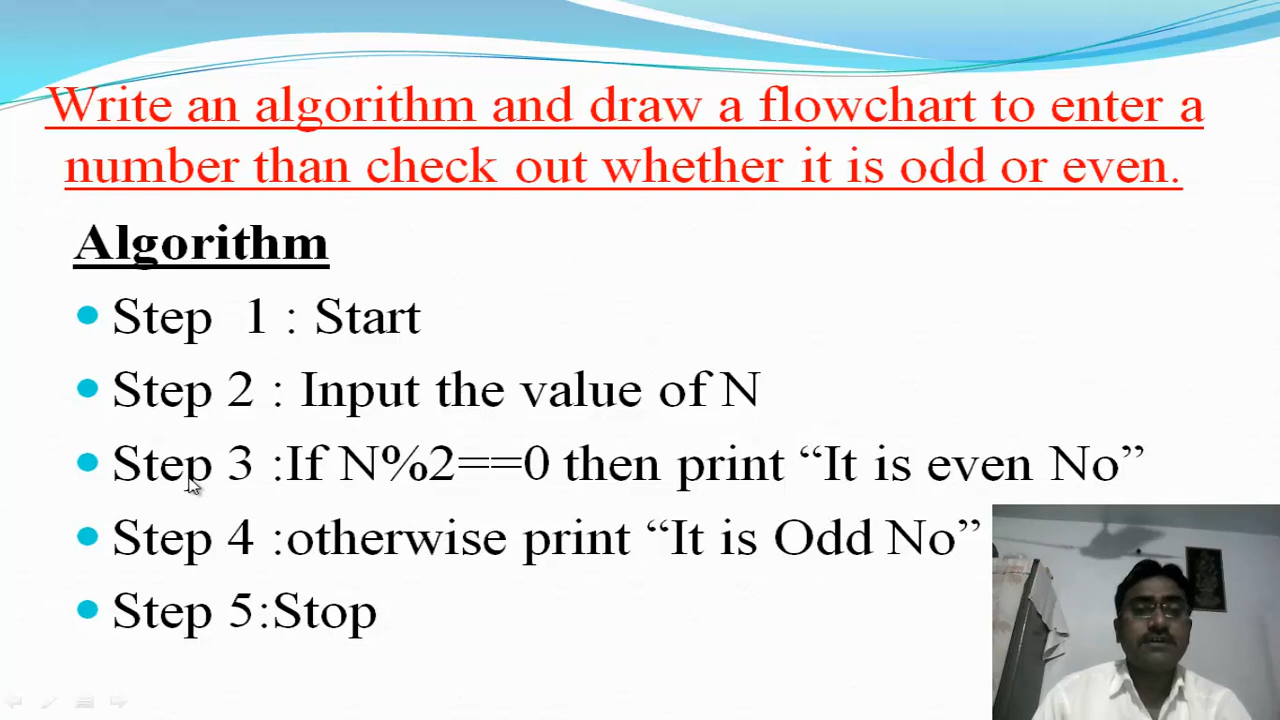 Write an algorithm and draw a flowchart to enter a
number than check out whether it is odd or even.
Algorithm
Step 1 : Start
Step 2 : Input the value of N
Step 3 :If N%2==0 then print “It is even No”
Step 4 :otherwise print “It is Odd No”
Step 5:Stop